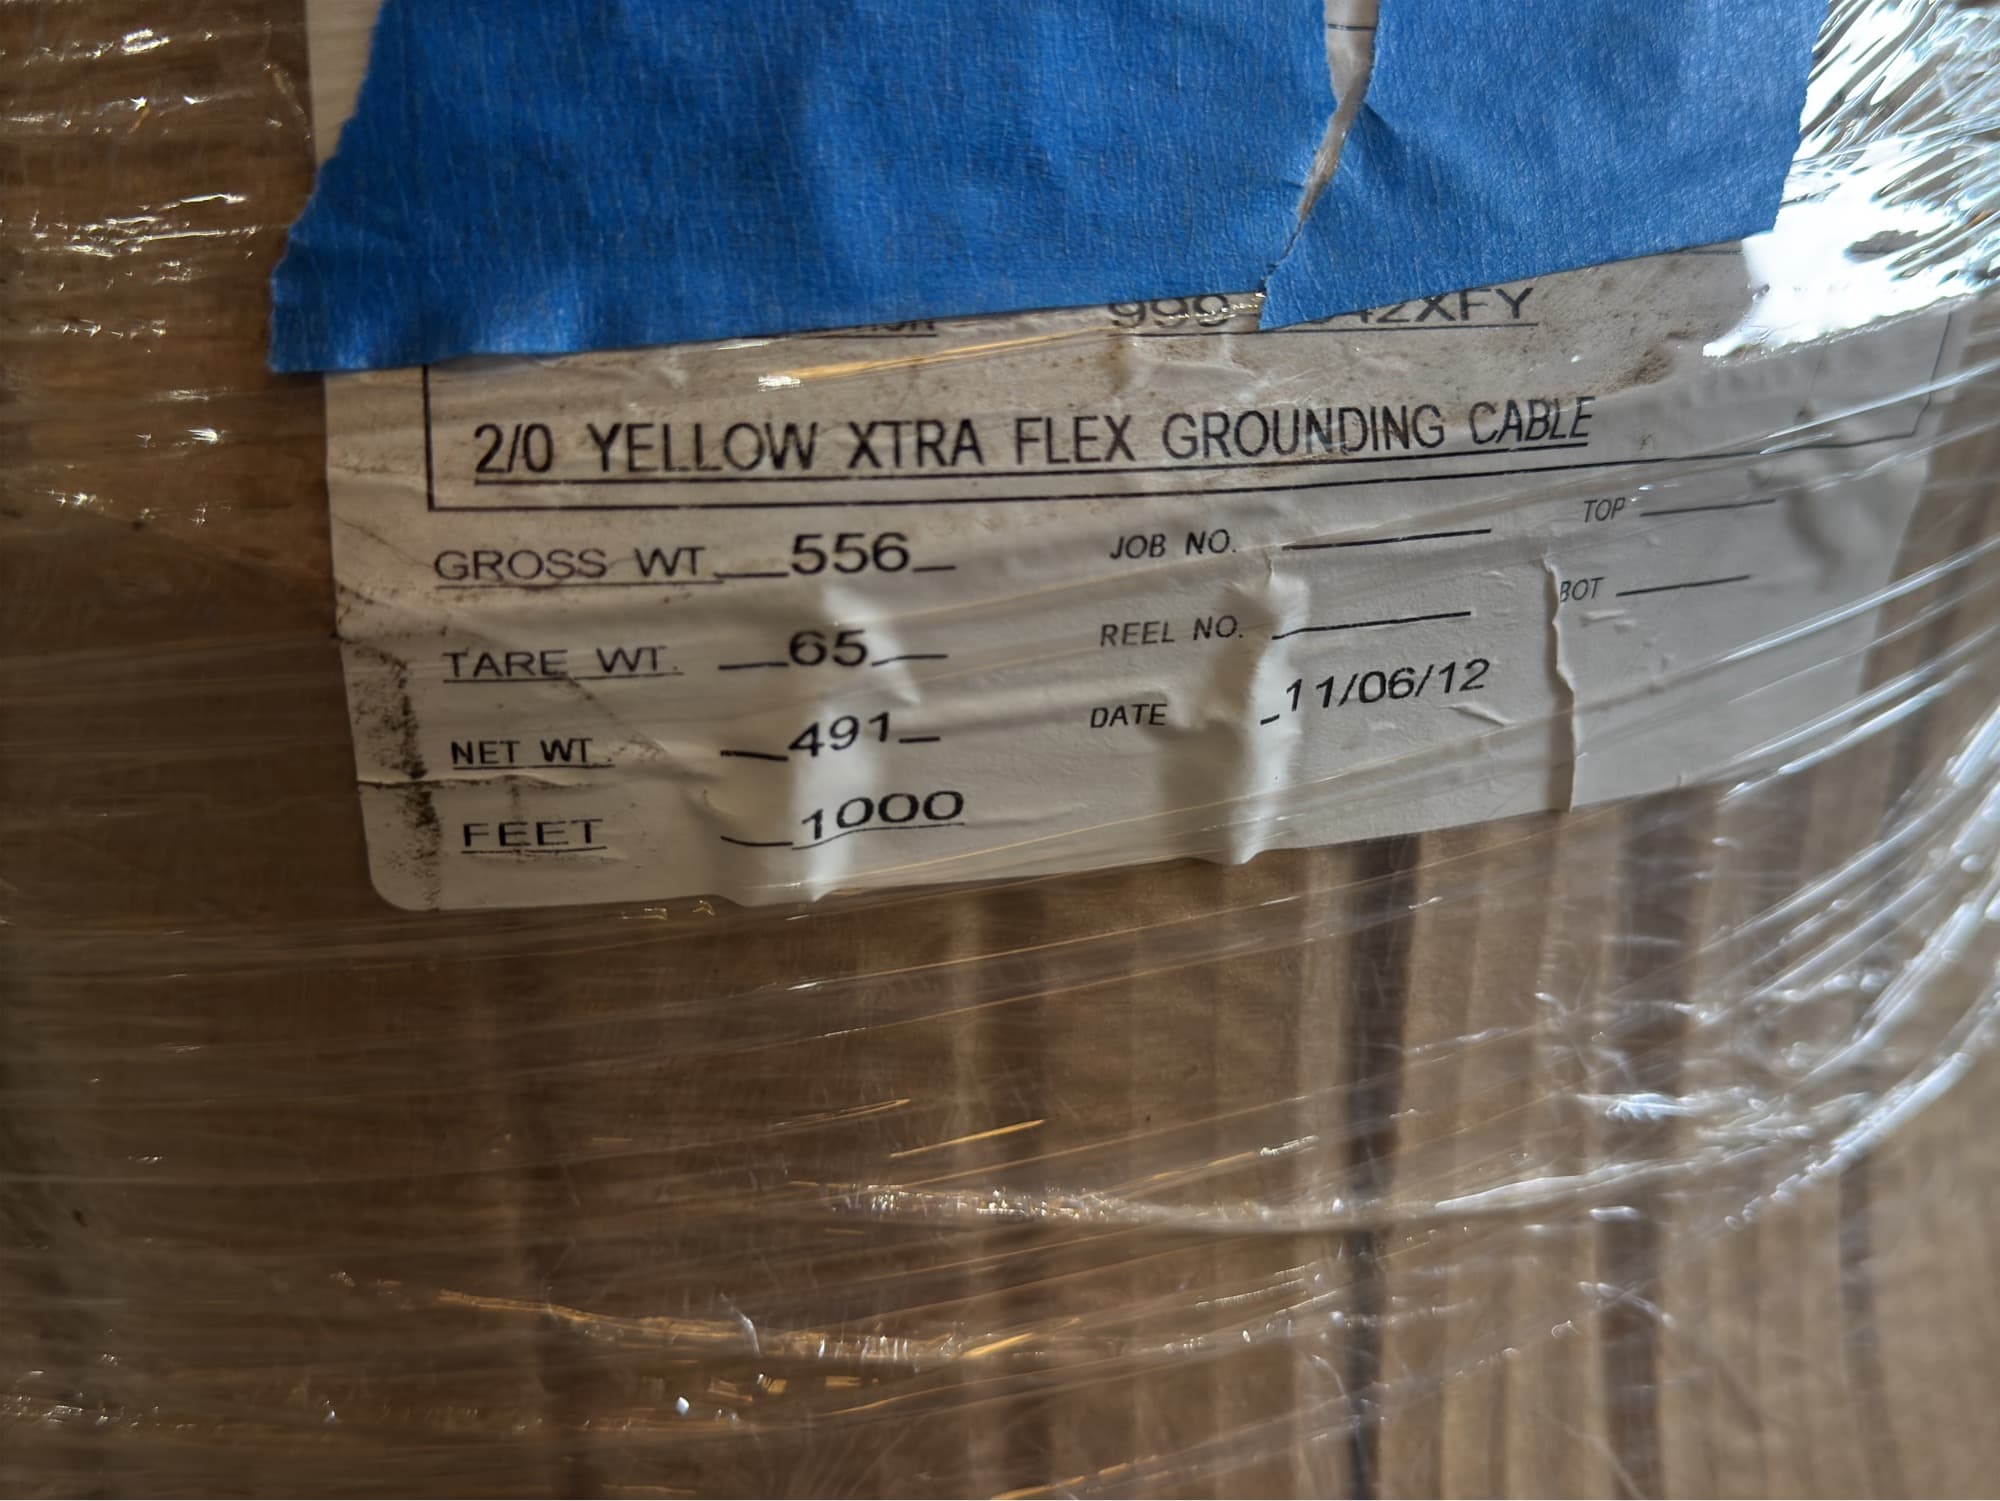 2/0 YELLOW XTRA FLEX GROUNDING CABLE
GROSS WT. 556
JOB NO.
TOP
TARE WT. 65
REEL NO.
BOT
NET WT. 491
DATE 11/06/12
FEET 1000